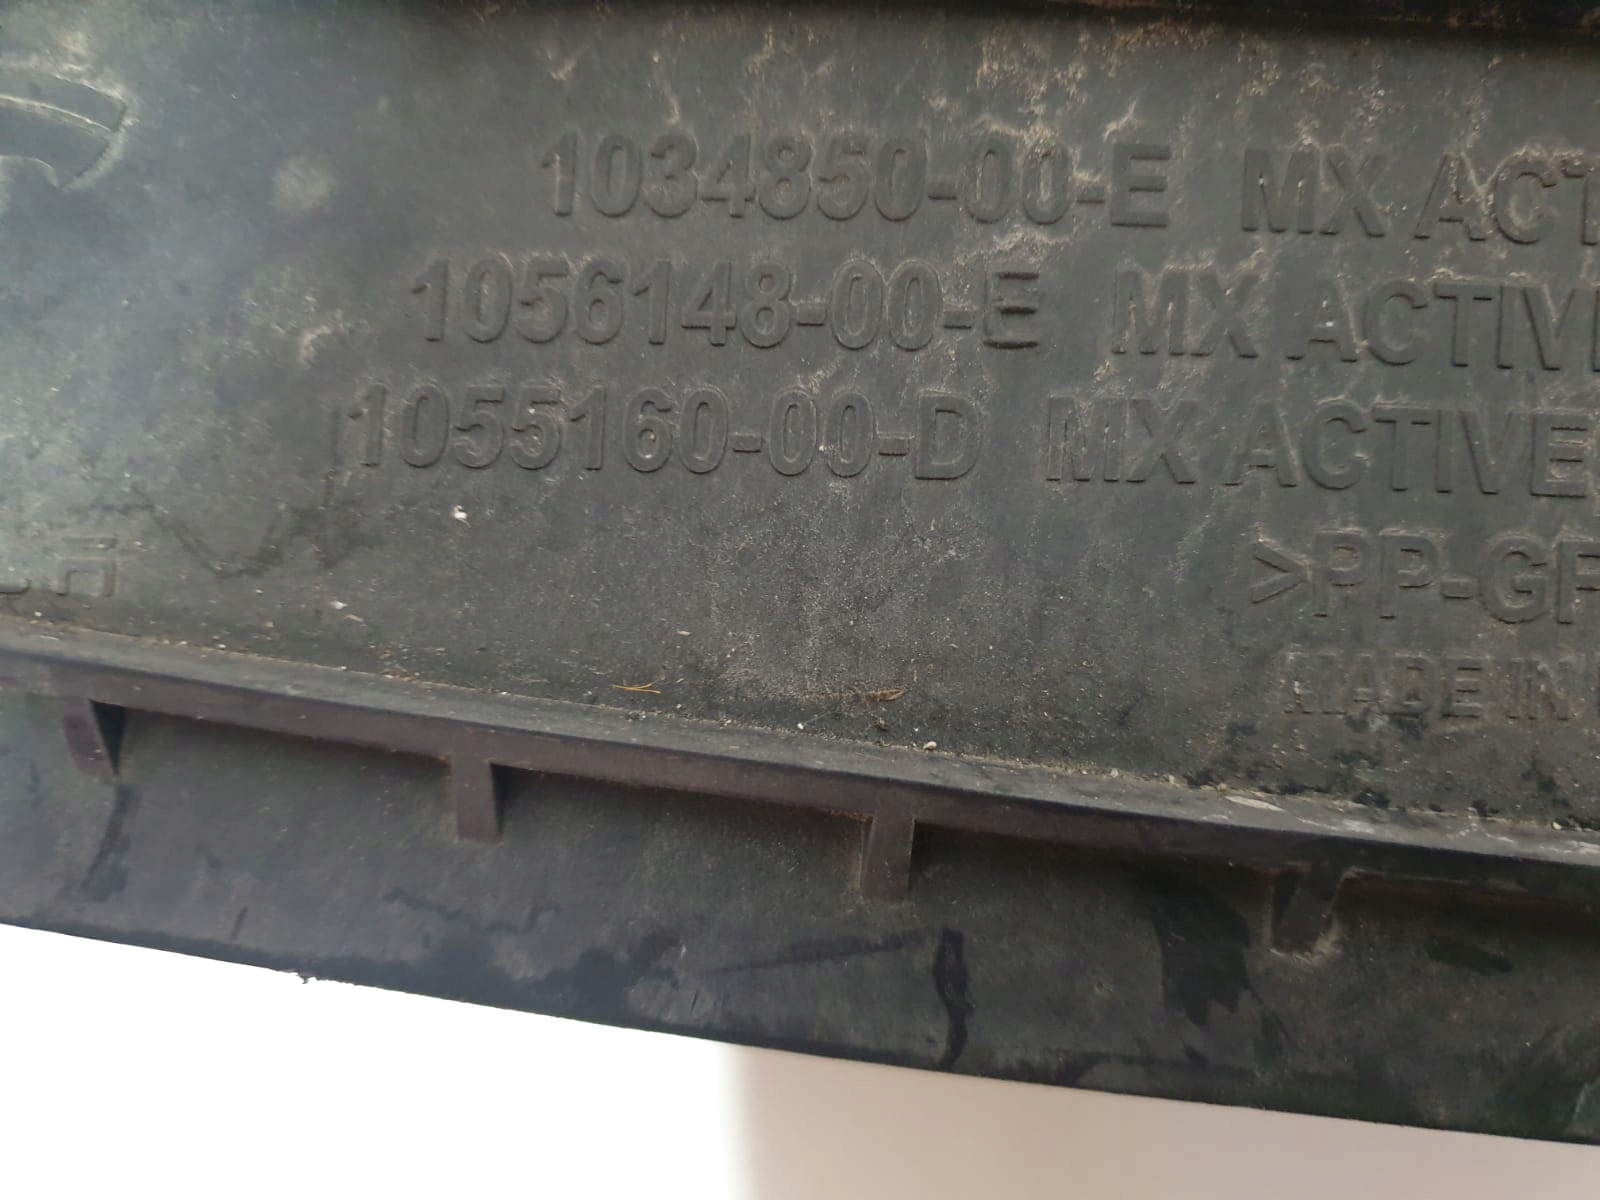 1034850-00-E MX ACT
1056148-00-E MX ACTIV
1055160-00-D MX ACTIVE
>PP-GF
MADE IN